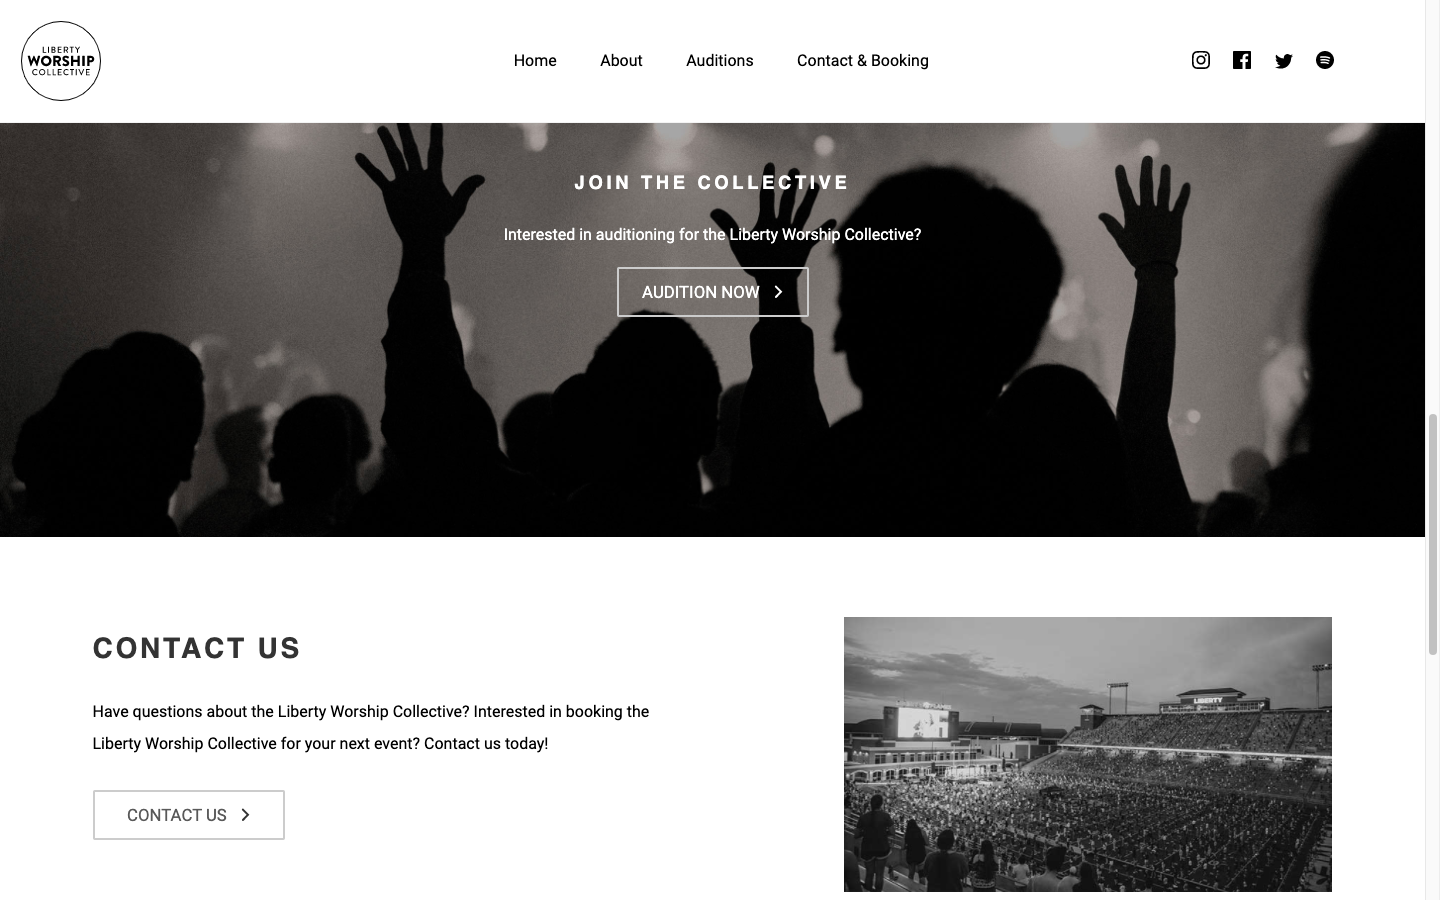 LIBERTY
WORSHIP
COLLECTIVE
Home
About
Auditions
Contact & Booking
JOIN THE COLLECTIVE
Interested in auditioning for the Liberty Worship Collective?
AUDITION NOW
CONTACT US
Have questions about the Liberty Worship Collective? Interested in booking the
Liberty Worship Collective for your next event? Contact us today!
CONTACT US
LIBERTY